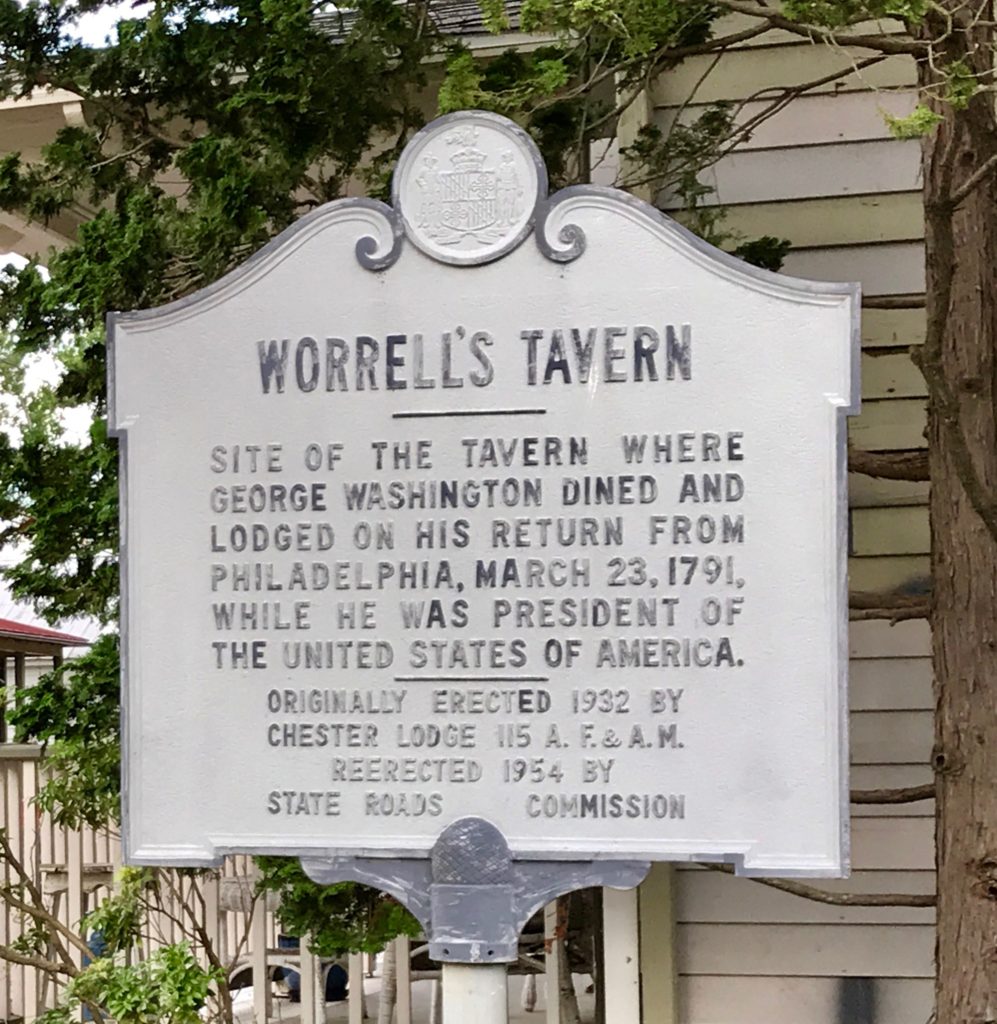 WORRELL'S TAVERN
SITE OF THE TAVERN WHERE
GEORGE WASHINGTON DINED AND
LODGED ON HIS RETURN FROM
PHILADELPHIA, MARCH 23, 1791,
WHILE HE WAS PRESIDENT OF
THE UNITED STATES OF AMERICA.
ORIGINALLY ERECTED 1932 BY
CHESTER LODGE 115 A. F. & A. M.
REERECTED 1954 BY
STATE ROADS COMMISSION